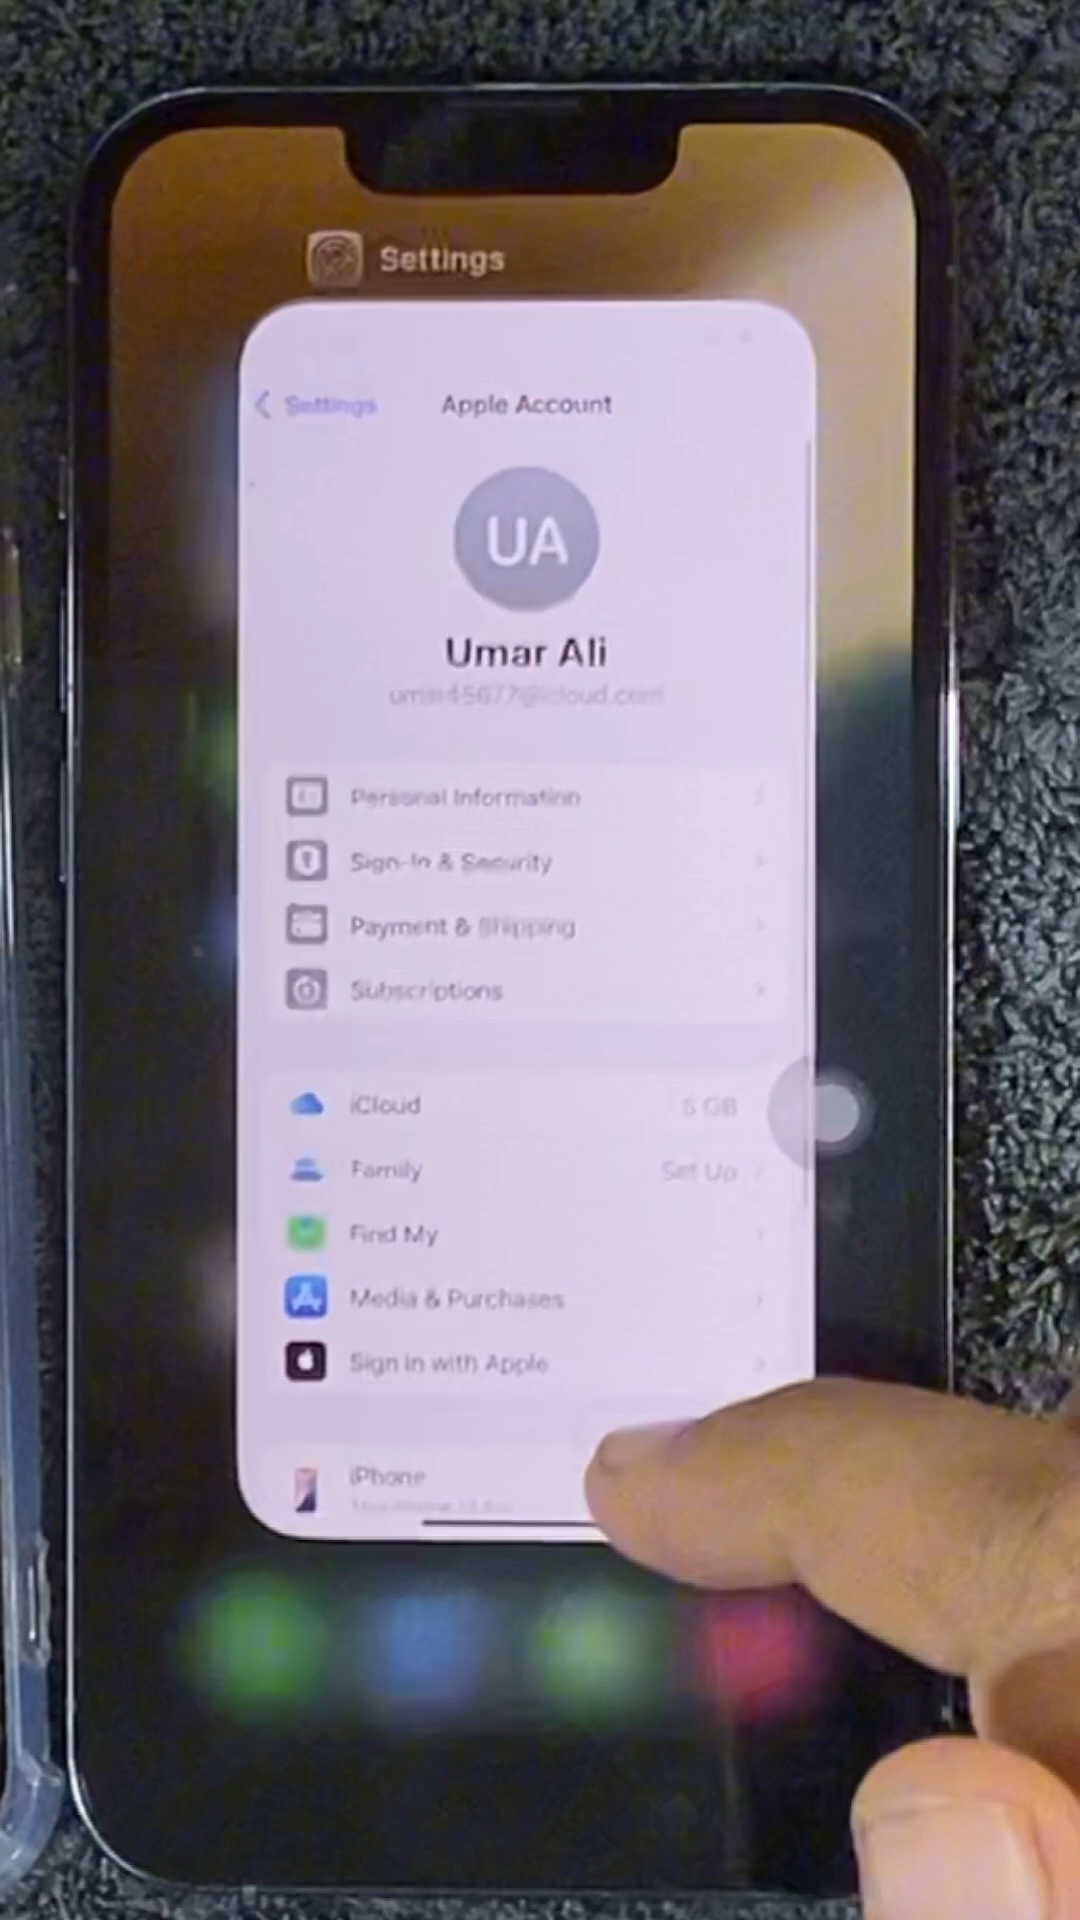 Settings
Settings
Apple Account
UA
Umar Ali
Personal Information
Sign-In & Security
Payment & Shipping
Subscriptions
iCloud
5 GB
Family
Set Up
Find My
Media & Purchases
Sign in with Apple
iPhone